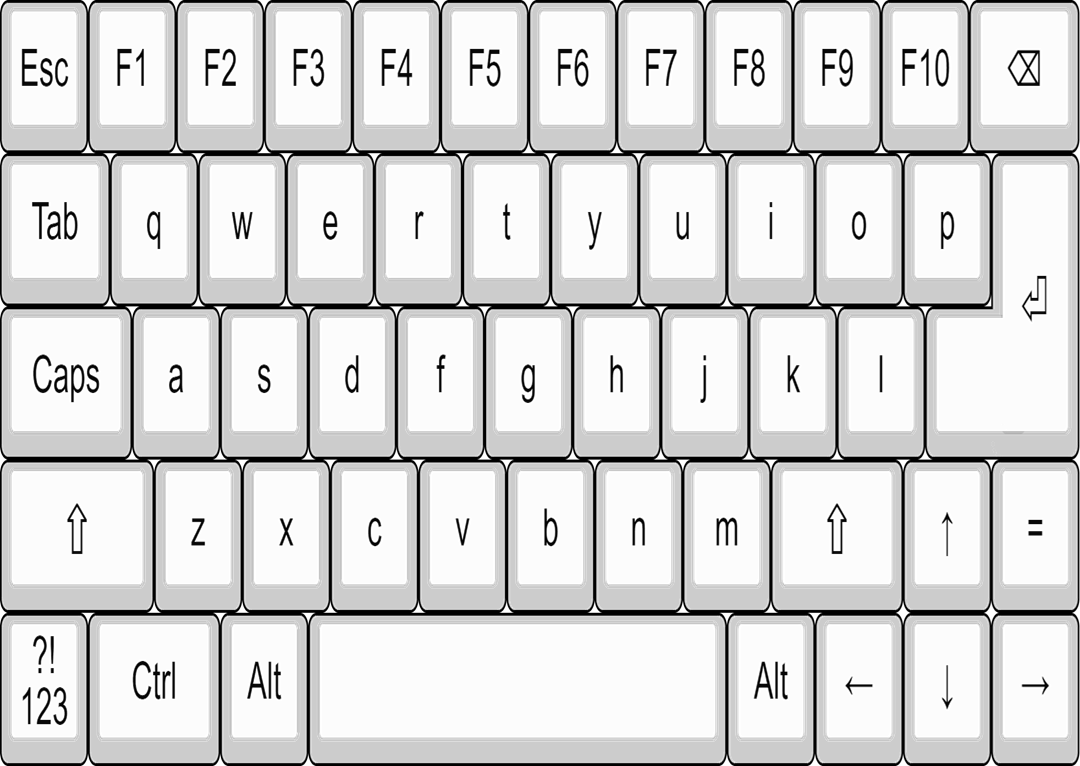 Esc F1 F2 F3 F4 F5 F6 F7 F8 F9 F10 ⌫
Tab q w e r t y u i o p ⏎
Caps a s d f g h j k l
⇧ z x c v b n m ⇧ ↑ =
?!
123 Ctrl Alt Alt ← ↓ →